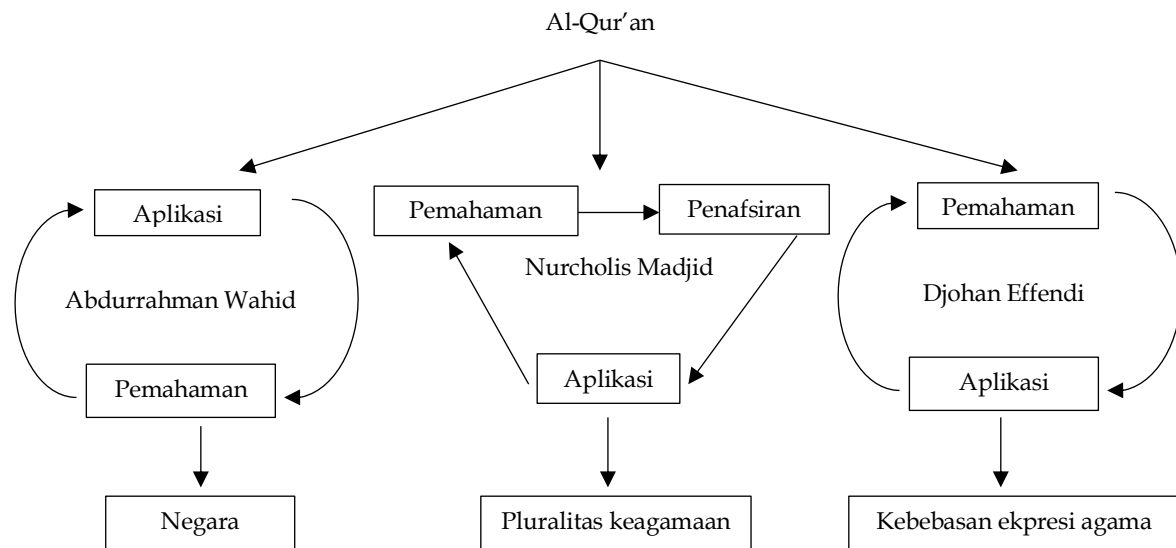 Al-Qur’an
Aplikasi
Abdurrahman Wahid
Pemahaman
Negara
Pemahaman
Penafsiran
Nurcholis Madjid
Aplikasi
Pluralitas keagamaan
Pemahaman
Djohan Effendi
Aplikasi
Kebebasan ekpresi agama